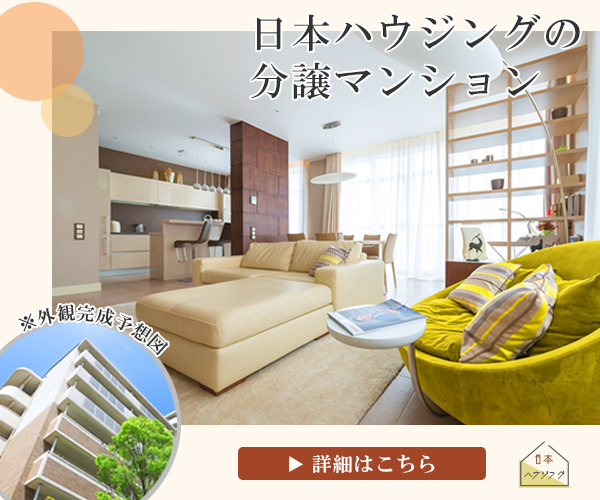 日本ハウジングの
分譲マンション
※外観完成予想図
▶ 詳細はこちら
日本
ハウジング